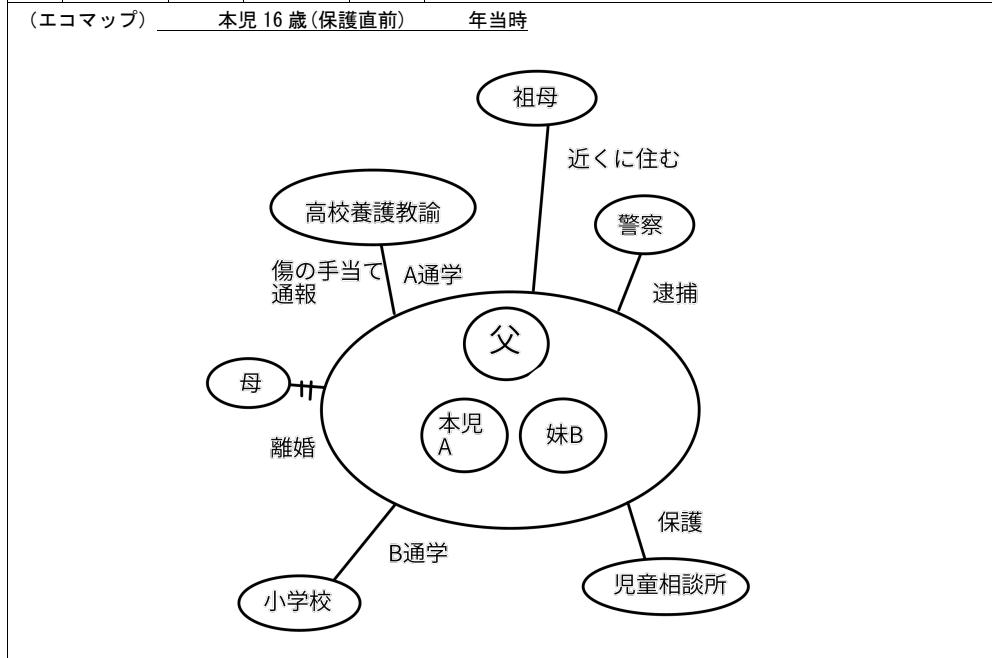 （エコマップ） 本児 16 歳(保護直前） 年当時
祖母
近くに住む
高校養護教諭
警察
傷の手当て
通報
A通学
逮捕
父
母
本児
A
妹B
離婚
保護
B通学
児童相談所
小学校